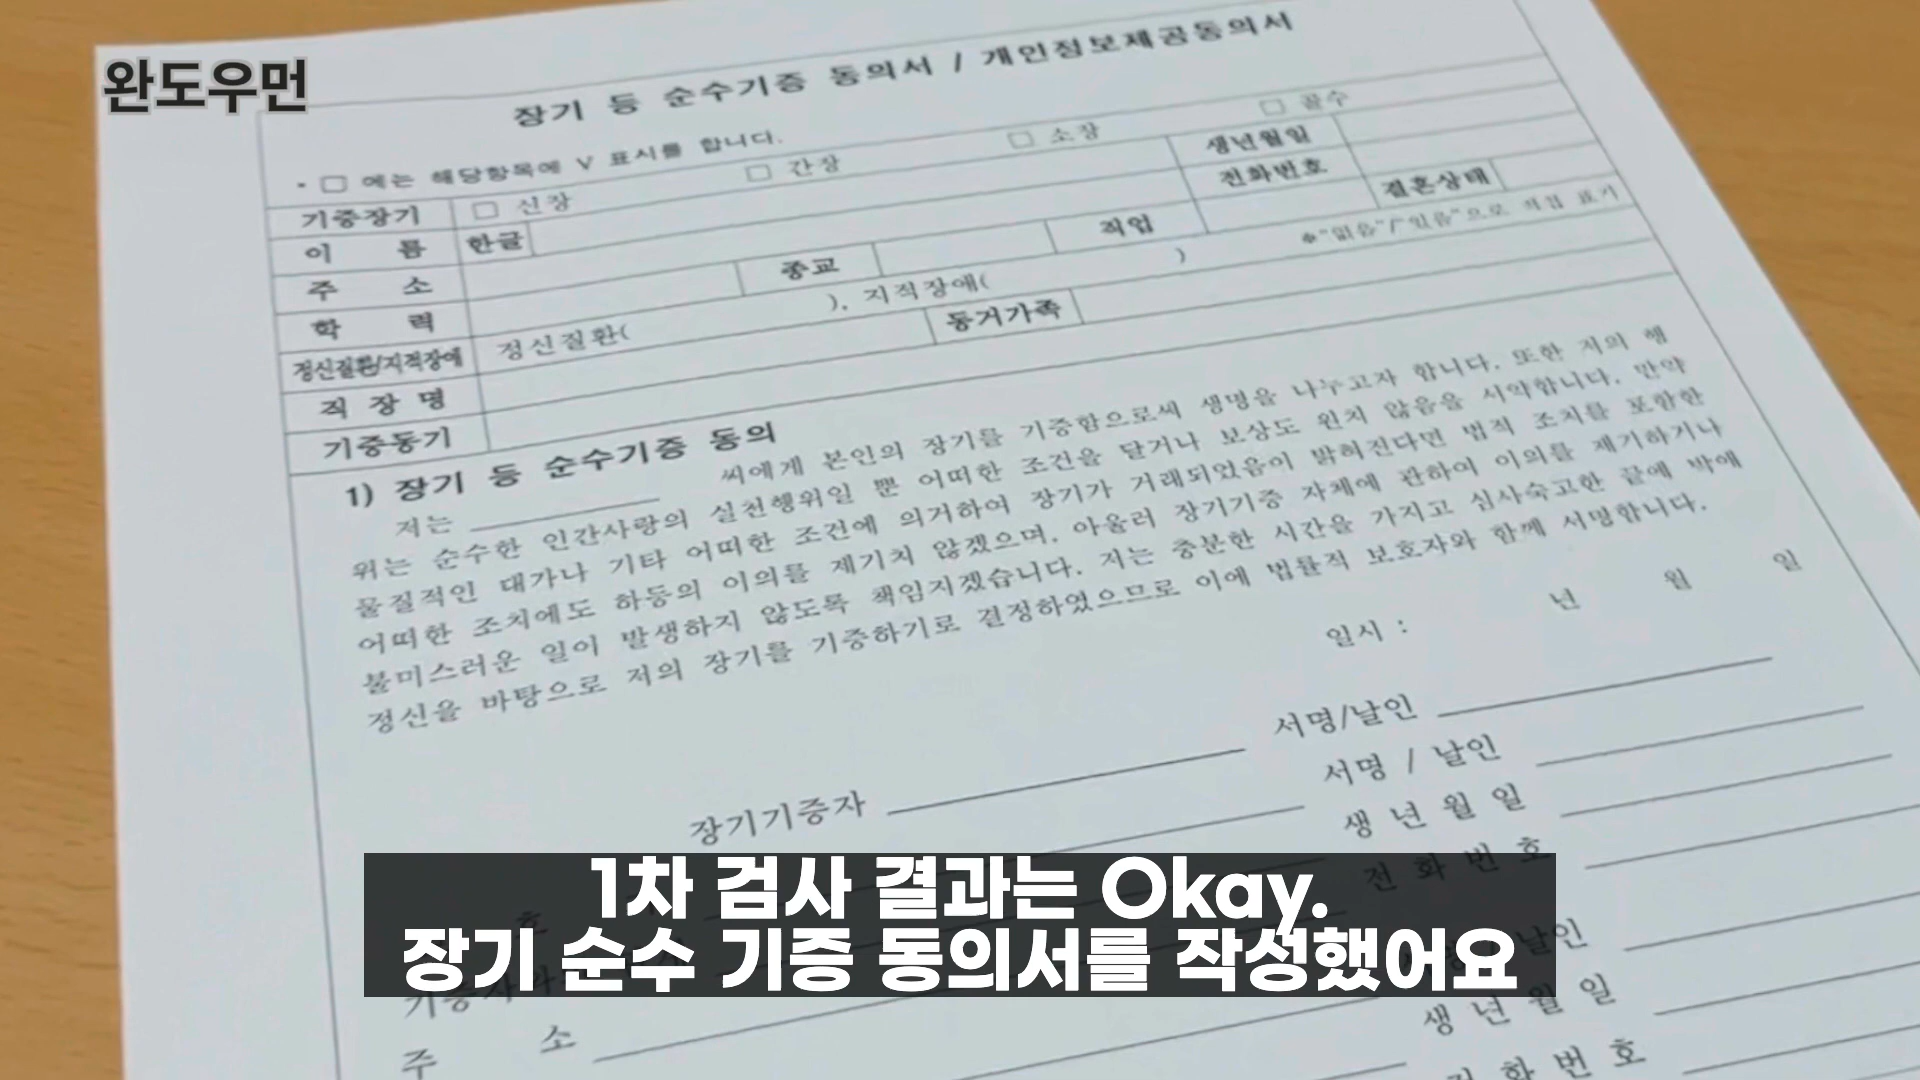 완도우먼
장기 등 순수기증 동의서 / 개인정보제공동의서
• □ 에는 해당항목에 V 표시를 합니다.
기증장기 □ 신장 □ 간장 □ 소장 □ 골수
이 름 한글 생년월일
주 소 전화번호
학 력 종교 직업 결혼상태
정신질환/지적장애 정신질환( ), 지적장애( ) ※"없음"/"있음"으로 직접 표기
직 장 명 동거가족
기증동기
1) 장기 등 순수기증 동의
저는 씨에게 본인의 장기를 기증함으로써 생명을 나누고자 합니다. 또한 저의 행
위는 순수한 인간사랑의 실천행위일 뿐 어떠한 조건을 달거나 보상도 원치 않음을 서약합니다. 만약
물질적인 대가나 기타 어떠한 조건에 의거하여 장기가 거래되었음이 밝혀진다면 법적 조치를 포함한
어떠한 조치에도 하등의 이의를 제기치 않겠으며, 아울러 장기기증 자체에 관하여 이의를 제기하거나
불미스러운 일이 발생하지 않도록 책임지겠습니다. 저는 충분한 시간을 가지고 심사숙고한 끝에 박애
정신을 바탕으로 저의 장기를 기증하기로 결정하였으므로 이에 법률적 보호자와 함께 서명합니다.
일시 : 년 월 일
장기기증자 서명/날인
서명 / 날인
생 년 월 일
전 화 번 호
1차 검사 결과는 Okay.
장기 순수 기증 동의서를 작성했어요
주 소
생 년 월 일
전 화 번 호